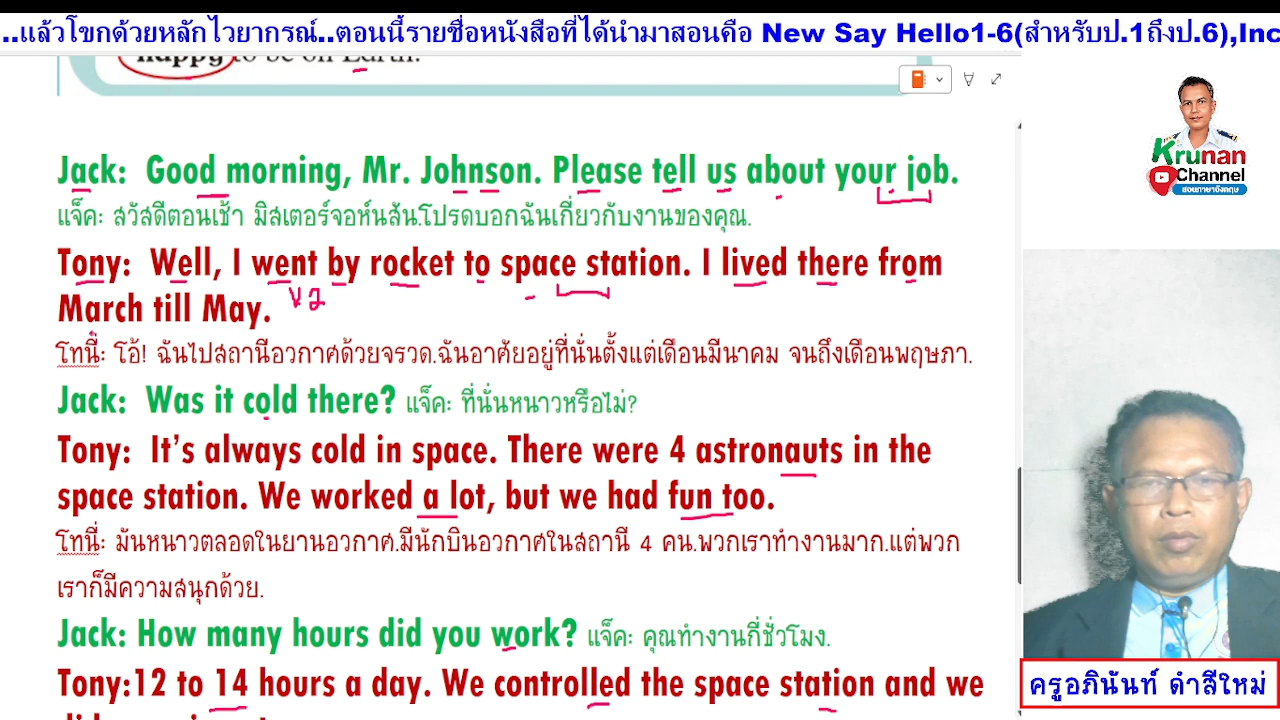 ..แล้วโขกด้วยหลักไวยากรณ์..ตอนนี้รายชื่อหนังสือที่ได้นำมาสอนคือ New Say Hello1-6(สำหรับป.1ถึงป.6),Inc
happy to be on Earth.
Jack: Good morning, Mr. Johnson. Please tell us about your job.
แจ็ค: สวัสดีตอนเช้า มิสเตอร์จอห์นสัน.โปรดบอกฉันเกี่ยวกับงานของคุณ.
Tony: Well, I went by rocket to space station. I lived there from
March till May. V2
โทนี่: โอ้! ฉันไปสถานีอวกาศด้วยจรวด.ฉันอาศัยอยู่ที่นั่นตั้งแต่เดือนมีนาคม จนถึงเดือนพฤษภา.
Jack: Was it cold there? แจ็ค: ที่นั่นหนาวหรือไม่?
Tony: It's always cold in space. There were 4 astronauts in the
space station. We worked a lot, but we had fun too.
โทนี่: มันหนาวตลอดในยานอวกาศ.มีนักบินอวกาศในสถานี 4 คน.พวกเราทำงานมาก.แต่พวก
เราก็มีความสนุกด้วย.
Jack: How many hours did you work? แจ็ค: คุณทำงานกี่ชั่วโมง.
Tony:12 to 14 hours a day. We controlled the space station and we
Krunan
Channel
สอนภาษาอังกฤษ
ครูอภินันท์ ดำสีใหม่